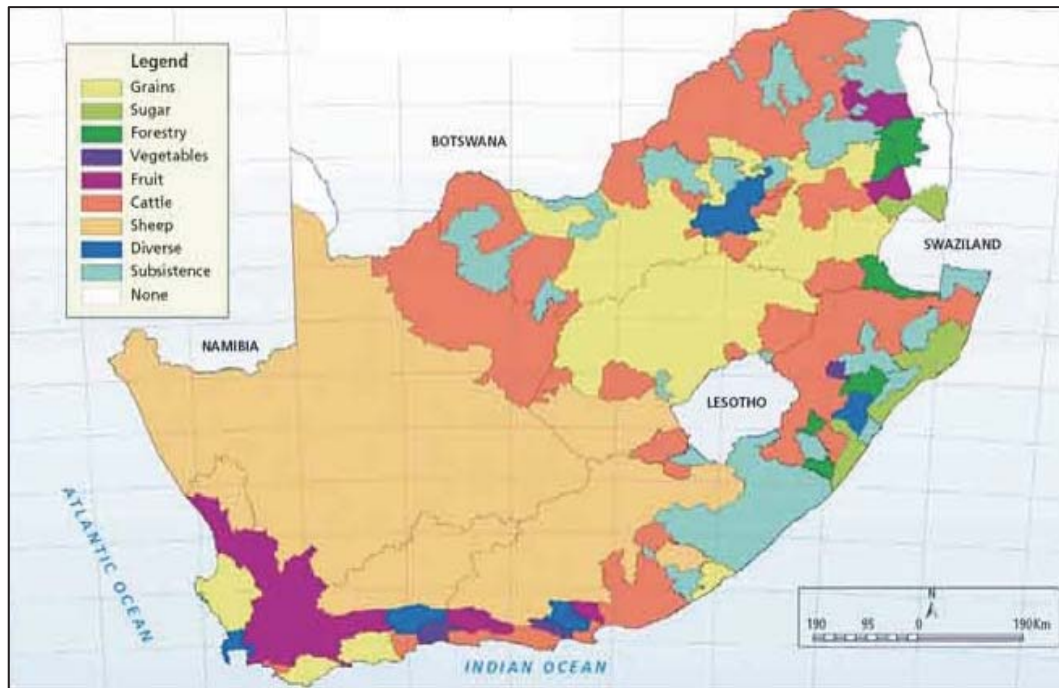 Legend
Grains
Sugar
Forestry
Vegetables
Fruit
Cattle
Sheep
Diverse
Subsistence
None
BOTSWANA
NAMIBIA
SWAZILAND
LESOTHO
ATLANTIC OCEAN
INDIAN OCEAN
N
190 95 0 190Km